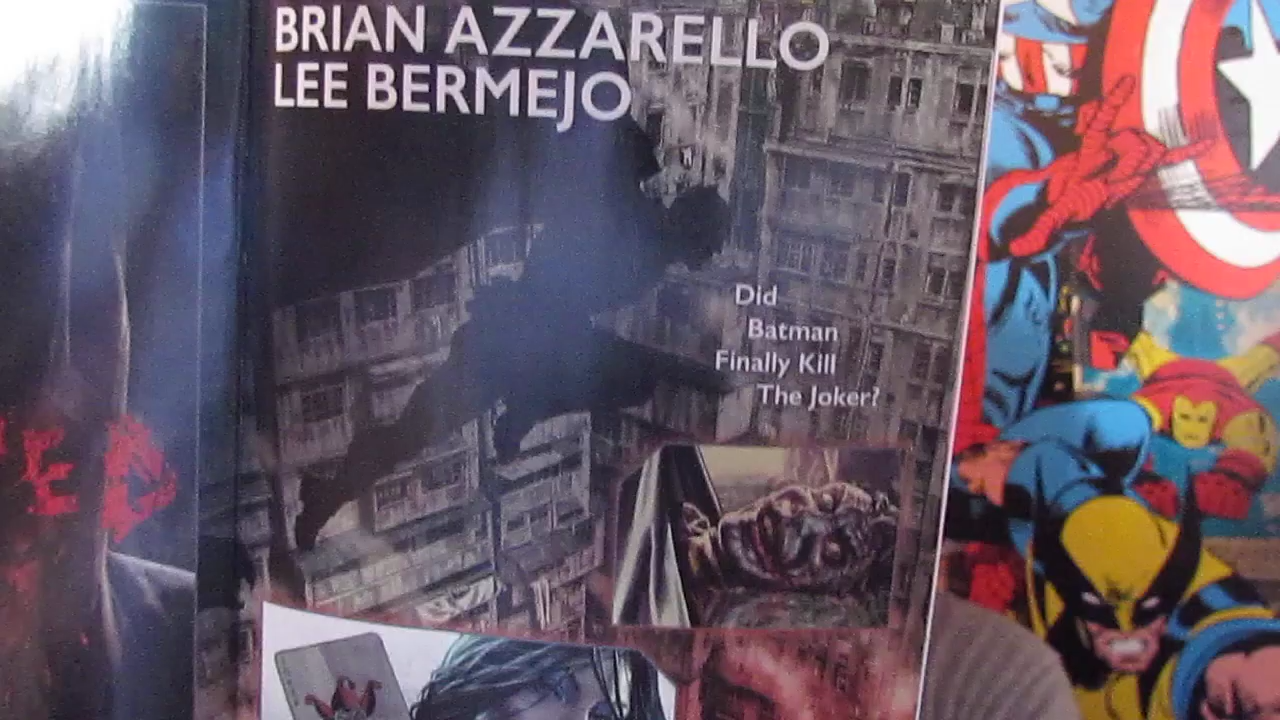 BRIAN AZZARELLO
LEE BERMEJO
Did
Batman
Finally Kill
The Joker?